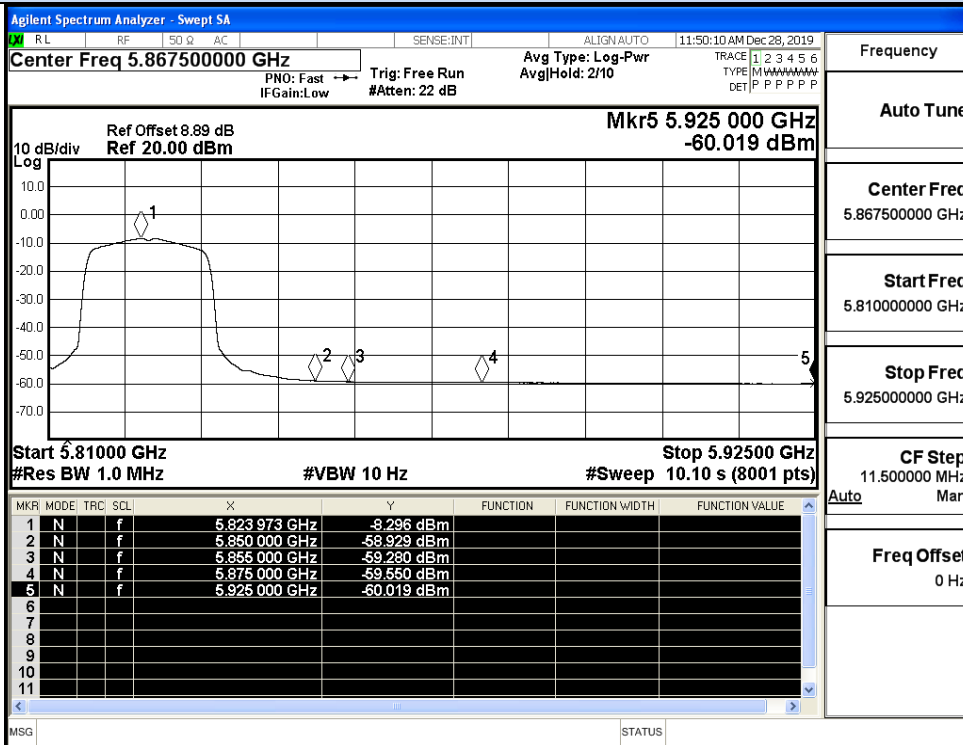 Agilent Spectrum Analyzer - Swept SA
LXI RL RF 50 Ω AC SENSE:INT ALIGN AUTO 11:50:10 AM Dec 28, 2019
Center Freq 5.867500000 GHz
PNO: Fast
IFGain:Low
Trig: Free Run
#Atten: 22 dB
Avg Type: Log-Pwr
Avg|Hold: 2/10
TRACE 1 2 3 4 5 6
TYPE M
DET P P P P P P
Frequency
Auto Tune
Center Freq
5.867500000 GHz
Start Freq
5.810000000 GHz
Stop Freq
5.925000000 GHz
CF Step
11.500000 MHz
Auto Man
Freq Offset
0 Hz
Mkr5 5.925 000 GHz
-60.019 dBm
Ref Offset 8.89 dB
10 dB/div Ref 20.00 dBm
Log
10.0
0.00
-10.0
-20.0
-30.0
-40.0
-50.0
-60.0
-70.0
1
2
3
4
5
Start 5.81000 GHz Stop 5.92500 GHz
#Res BW 1.0 MHz #VBW 10 Hz #Sweep 10.10 s (8001 pts)
MKR MODE TRC SCL X Y FUNCTION FUNCTION WIDTH FUNCTION VALUE
1 N f 5.823 973 GHz -8.296 dBm
2 N f 5.850 000 GHz -58.929 dBm
3 N f 5.855 000 GHz -59.280 dBm
4 N f 5.875 000 GHz -59.550 dBm
5 N f 5.925 000 GHz -60.019 dBm
6
7
8
9
10
11
MSG STATUS